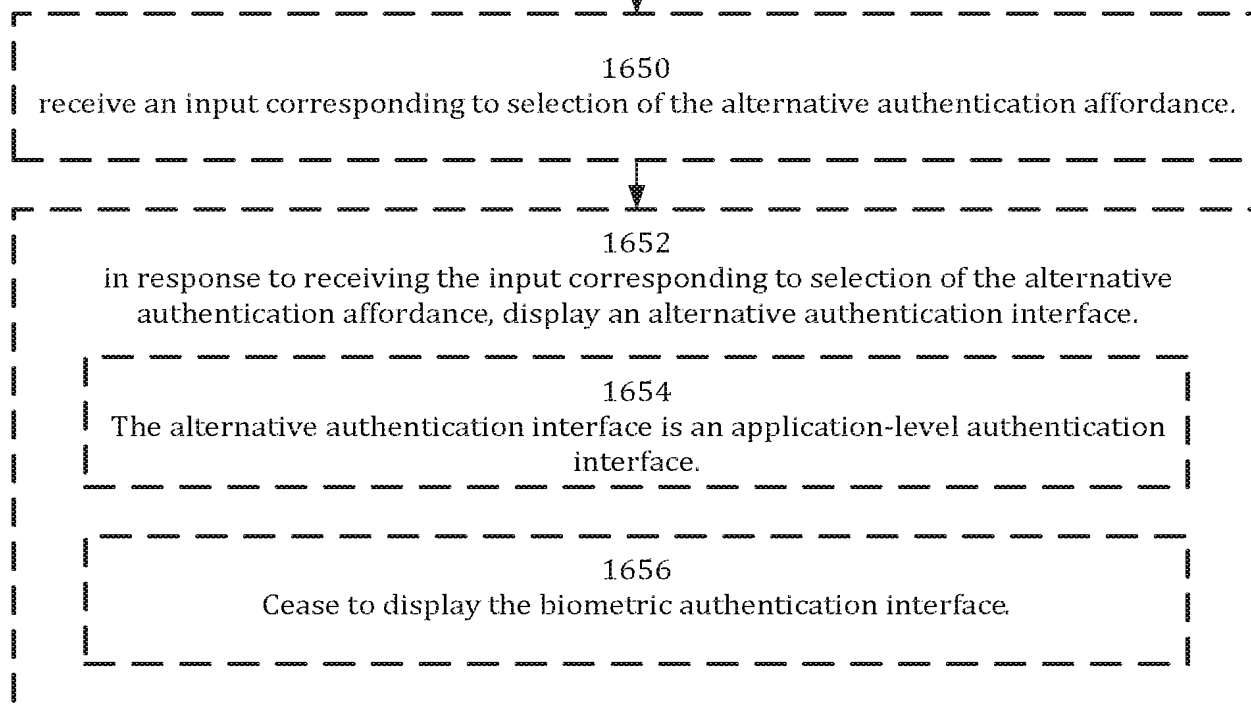 1650
receive an input corresponding to selection of the alternative authentication affordance.
1652
in response to receiving the input corresponding to selection of the alternative
authentication affordance, display an alternative authentication interface.
1654
The alternative authentication interface is an application-level authentication
interface.
1656
Cease to display the biometric authentication interface.